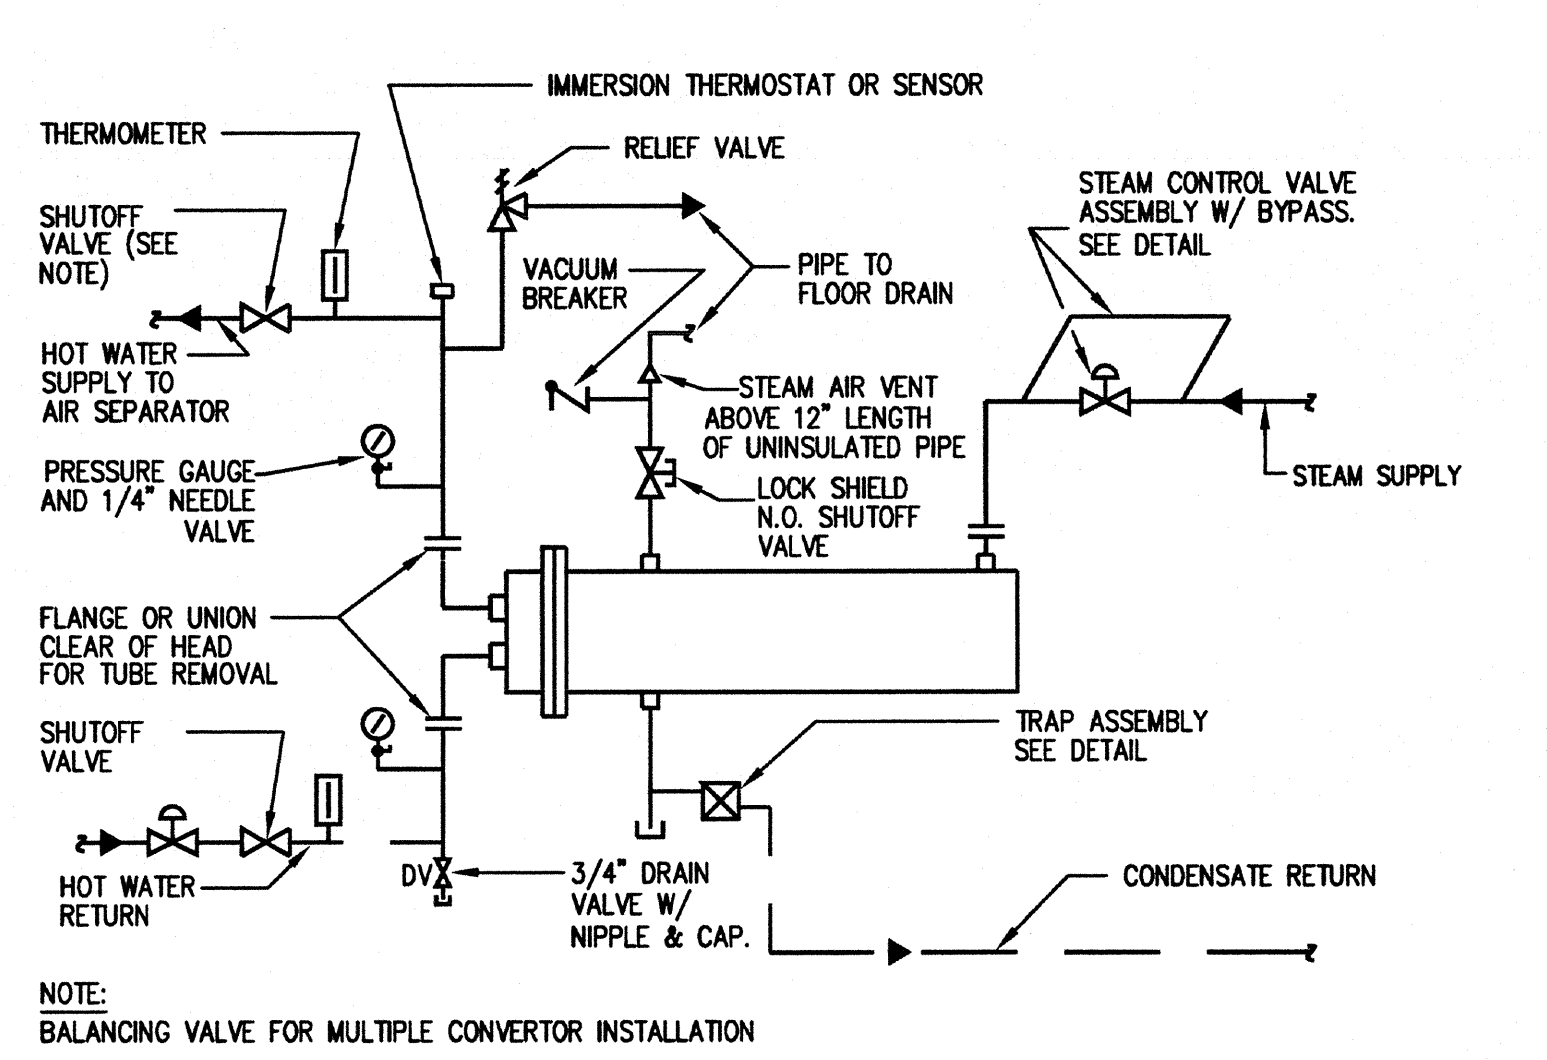 IMMERSION THERMOSTAT OR SENSOR
THERMOMETER
RELIEF VALVE
STEAM CONTROL VALVE
ASSEMBLY W/ BYPASS.
SEE DETAIL
SHUTOFF
VALVE (SEE
NOTE)
VACUUM
BREAKER
PIPE TO
FLOOR DRAIN
HOT WATER
SUPPLY TO
AIR SEPARATOR
STEAM AIR VENT
ABOVE 12" LENGTH
OF UNINSULATED PIPE
PRESSURE GAUGE
AND 1/4" NEEDLE
VALVE
LOCK SHIELD
N.O. SHUTOFF
VALVE
STEAM SUPPLY
FLANGE OR UNION
CLEAR OF HEAD
FOR TUBE REMOVAL
SHUTOFF
VALVE
TRAP ASSEMBLY
SEE DETAIL
HOT WATER
RETURN
DV
3/4" DRAIN
VALVE W/
NIPPLE & CAP.
CONDENSATE RETURN
NOTE:
BALANCING VALVE FOR MULTIPLE CONVERTOR INSTALLATION